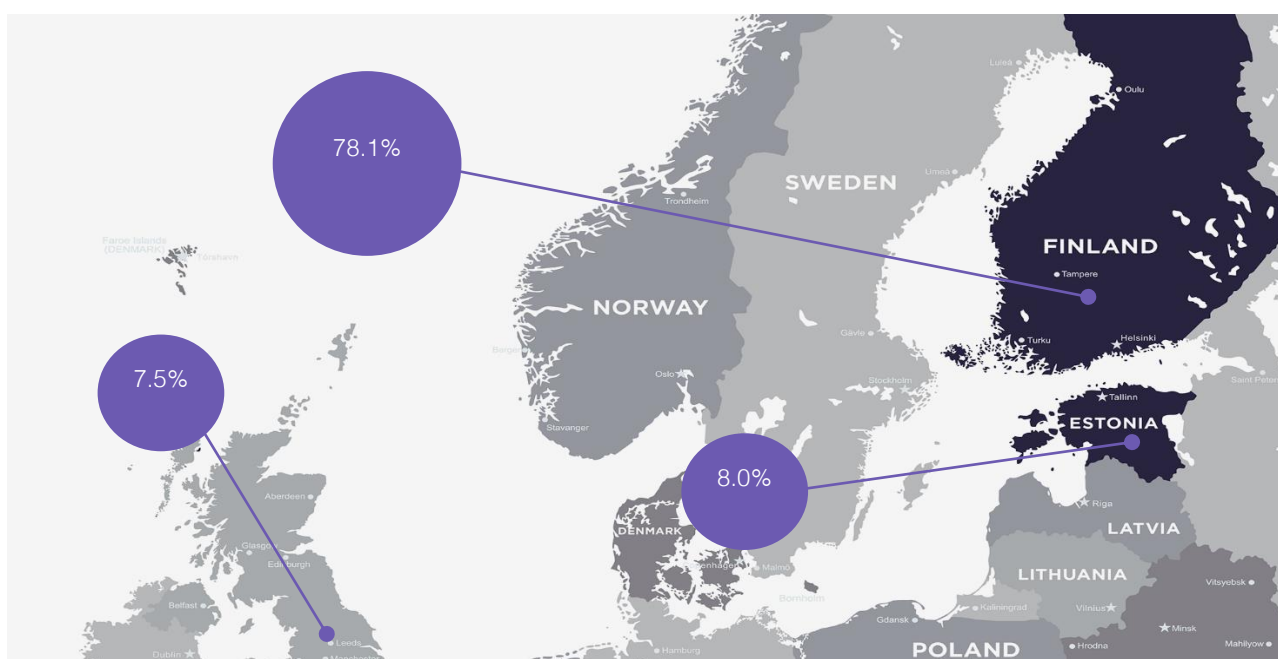 Luleå
Oulu
78.1%
Umeå
SWEDEN
Trondheim
Faroe Islands
(DENMARK)
Tórshavn
FINLAND
Tampere
NORWAY
Gävle
Turku
Helsinki
Bergen
7.5%
Oslo
Stockholm
Saint Peter
Tallinn
ESTONIA
Stavanger
8.0%
Aberdeen
Riga
DENMARK
LATVIA
Glasgow
Edinburgh
Malmö
LITHUANIA
Vitsyebsk
Bornholm
Belfast
Kaliningrad
Vilnius
Gdansk
Minsk
Leeds
Dublin
Hamburg
POLAND
Hrodna
Mahilyow
Manchester